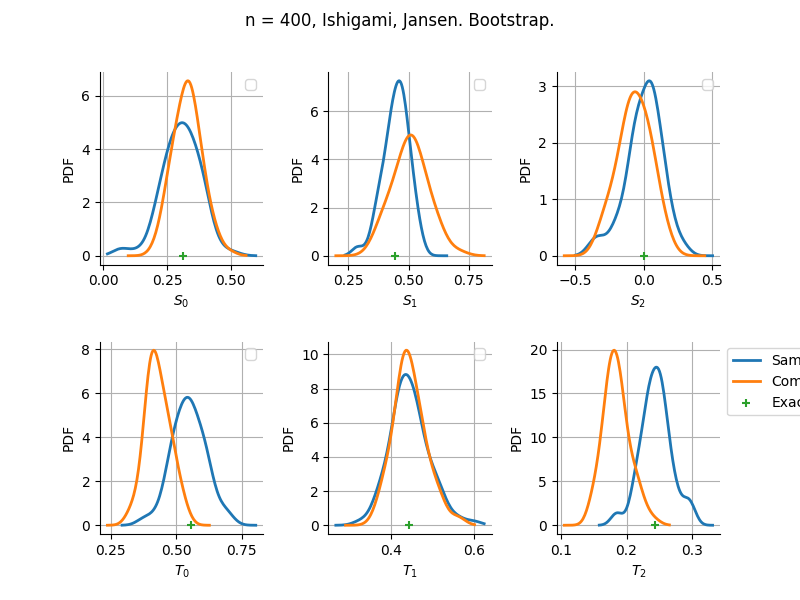 n = 400, Ishigami, Jansen. Bootstrap.
PDF
6
4
2
0
0.00 0.25 0.50
S0
PDF
6
4
2
0
0.25 0.50 0.75
S1
PDF
3
2
1
0
−0.5 0.0 0.5
S2
PDF
8
6
4
2
0
0.25 0.50 0.75
T0
PDF
10
8
6
4
2
0
0.4 0.6
T1
PDF
20
15
10
5
0
0.1 0.2 0.3
T2
Sam
Com
Exac